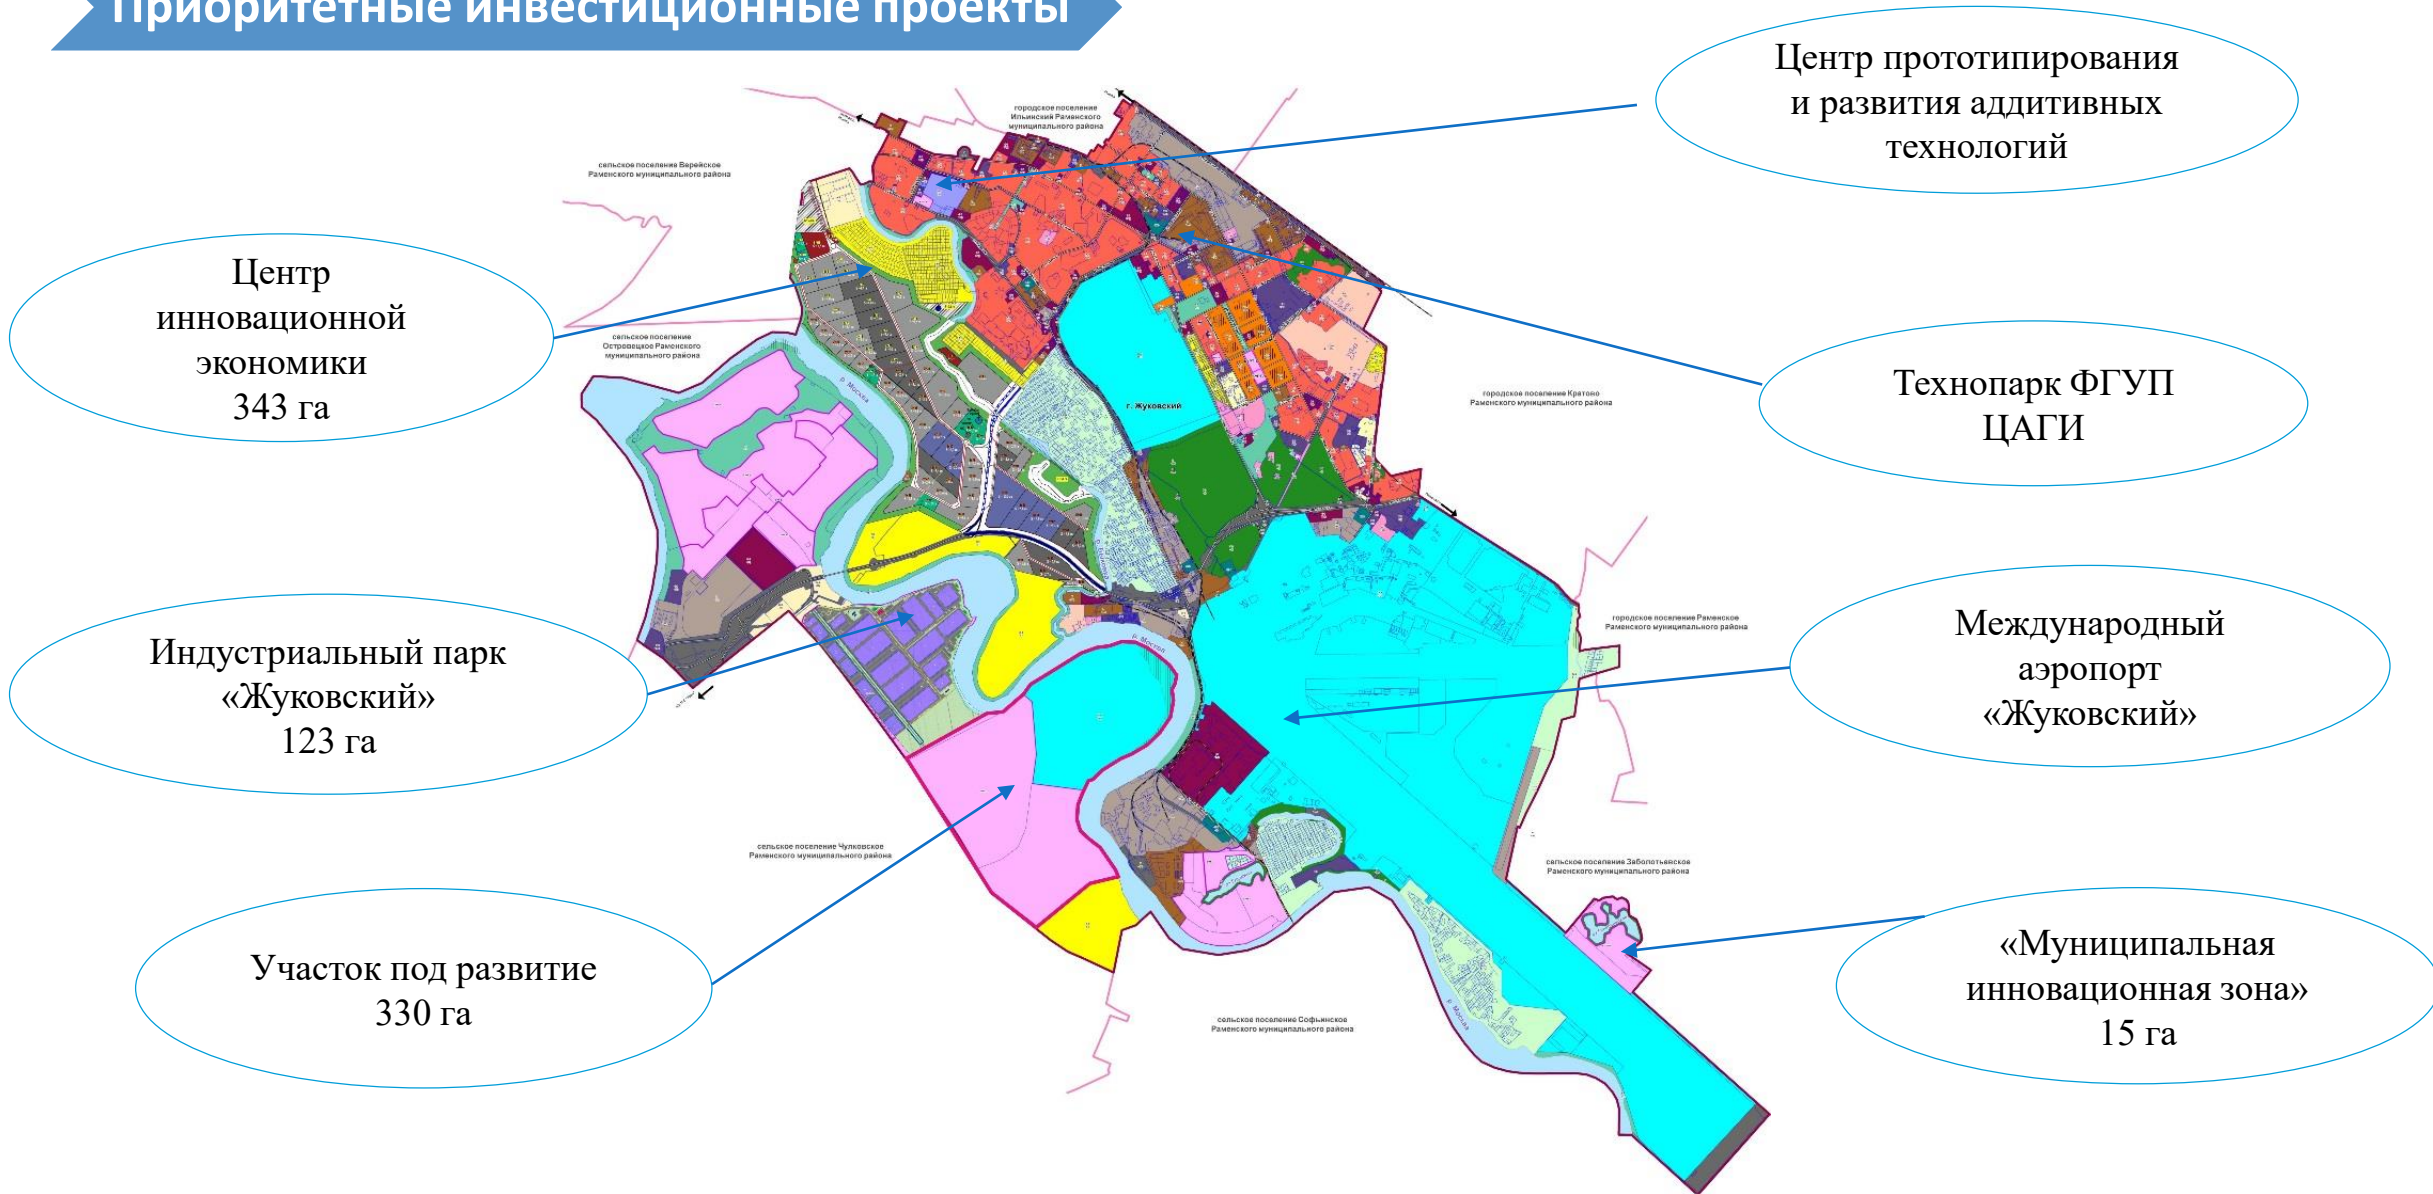 Приоритетные инвестиционные проекты
Центр прототипирования
и развития аддитивных
технологий
городское поселение
Ильинский Раменского
муниципального района
сельское поселение Верейское
Раменского муниципального района
Центр
инновационной
экономики
343 га
сельское поселение
Островецкое Раменского
муниципального района
р. Москва
г. Жуковский
городское поселение Кратово
Раменского муниципального района
Технопарк ФГУП
ЦАГИ
Индустриальный парк
«Жуковский»
123 га
р. Москва
городское поселение Раменское
Раменского муниципального района
Международный
аэропорт
«Жуковский»
сельское поселение Чулковское
Раменского муниципального района
сельское поселение Заболотьевское
Раменского муниципального района
Участок под развитие
330 га
«Муниципальная
инновационная зона»
15 га
р. Москва
сельское поселение Софьинское
Раменского муниципального района